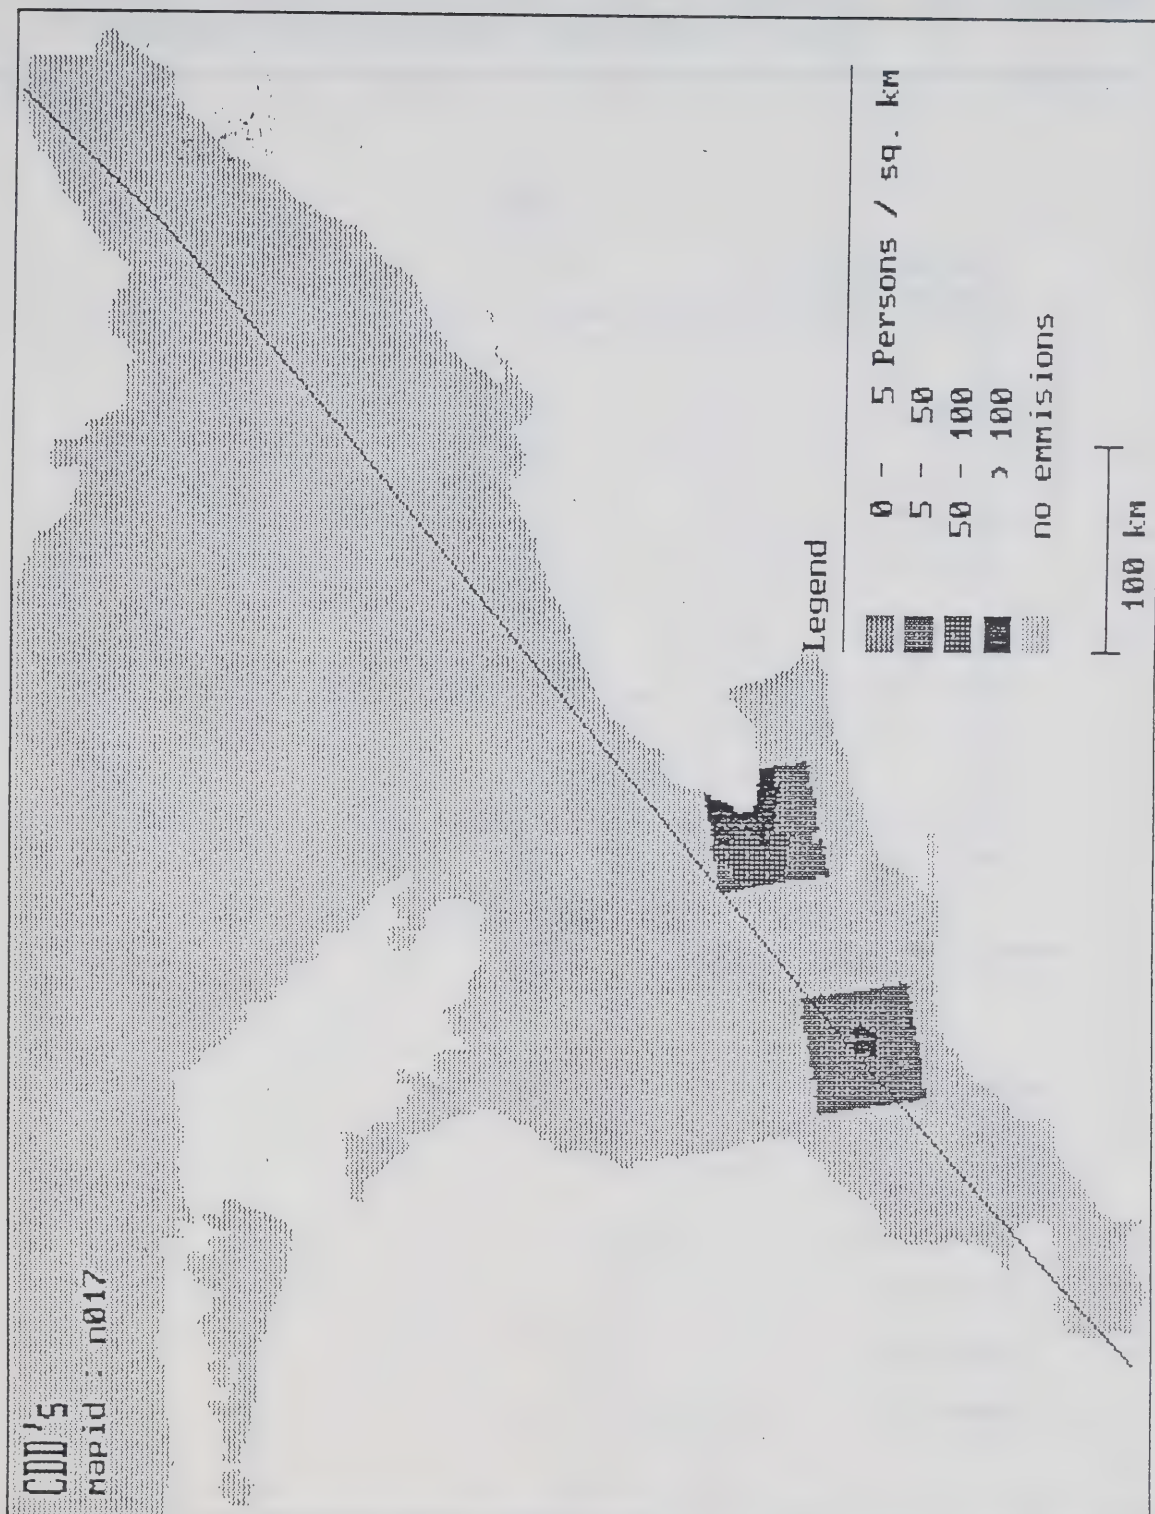 CDD's
mapid : n017
Legend
0 - 5 Persons / sq. km
5 - 50
50 - 100
> 100
no emmisions
100 km